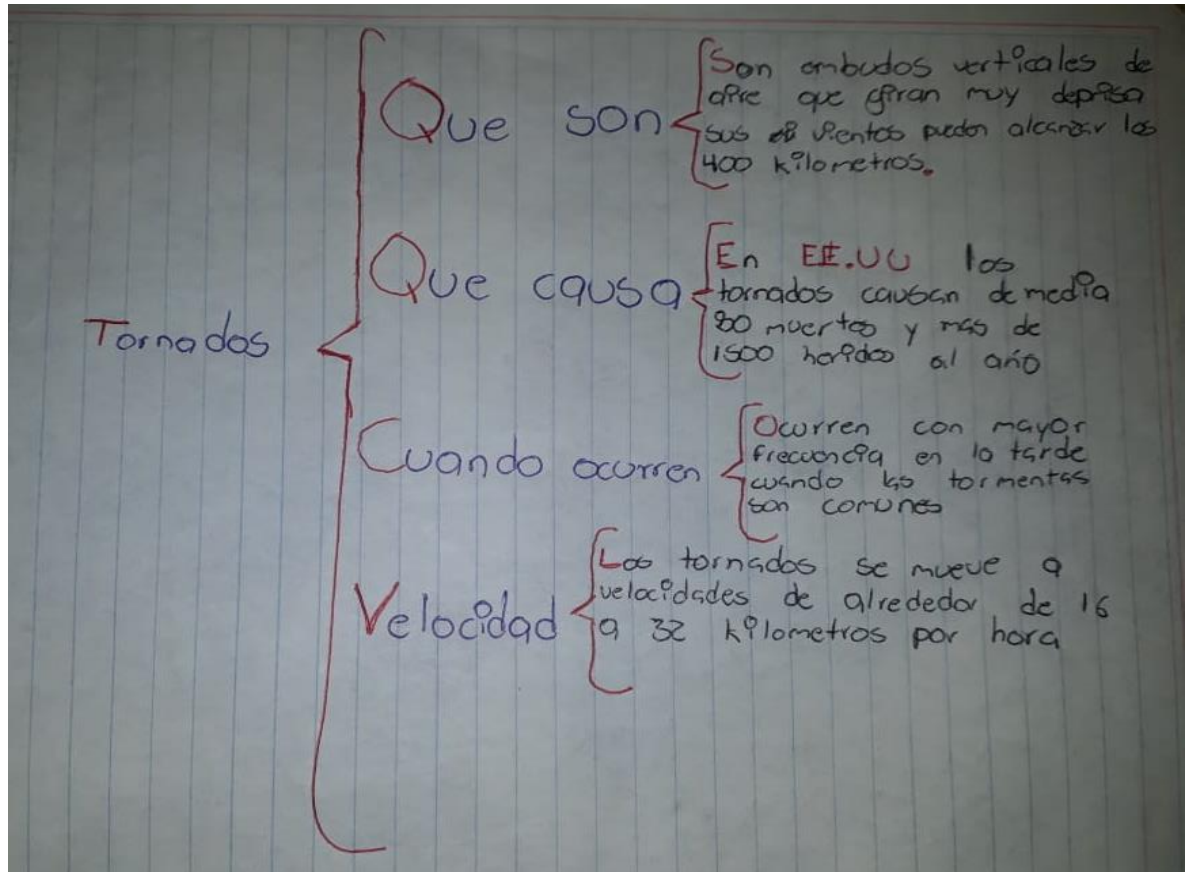 Tornados
Que son
Son embudos verticales de
aire que giran muy deprisa
sus vientos pueden alcanzar los
400 kilometros.
Que causa
En EE.UU los
tornados causan de media
80 muertos y mas de
1500 heridos al año
Cuando ocurren
Ocurren con mayor
frecuencia en la tarde
cuando las tormentas
son comunes
Velocidad
Los tornados se mueve a
velocidades de alrededor de 16
a 32 kilometros por hora